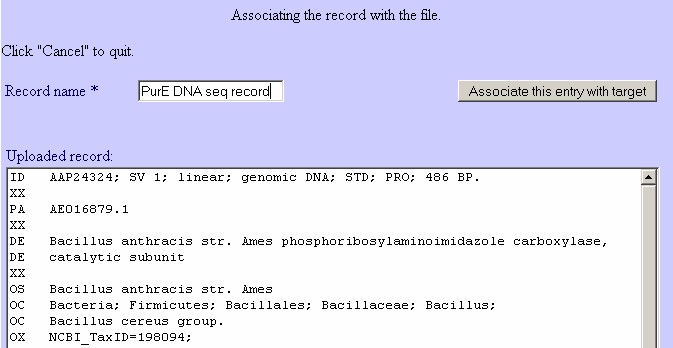 Associating the record with the file.
Click "Cancel" to quit.
Record name * PurE DNA seq record Associate this entry with target
Uploaded record:
ID AAP24324; SV 1; linear; genomic DNA; STD; PRO; 486 BP.
XX
PA AE016879.1
XX
DE Bacillus anthracis str. Ames phosphoribosylaminoimidazole carboxylase,
DE catalytic subunit
XX
OS Bacillus anthracis str. Ames
OC Bacteria; Firmicutes; Bacillales; Bacillaceae; Bacillus;
OC Bacillus cereus group.
OX NCBI_TaxID=198094;